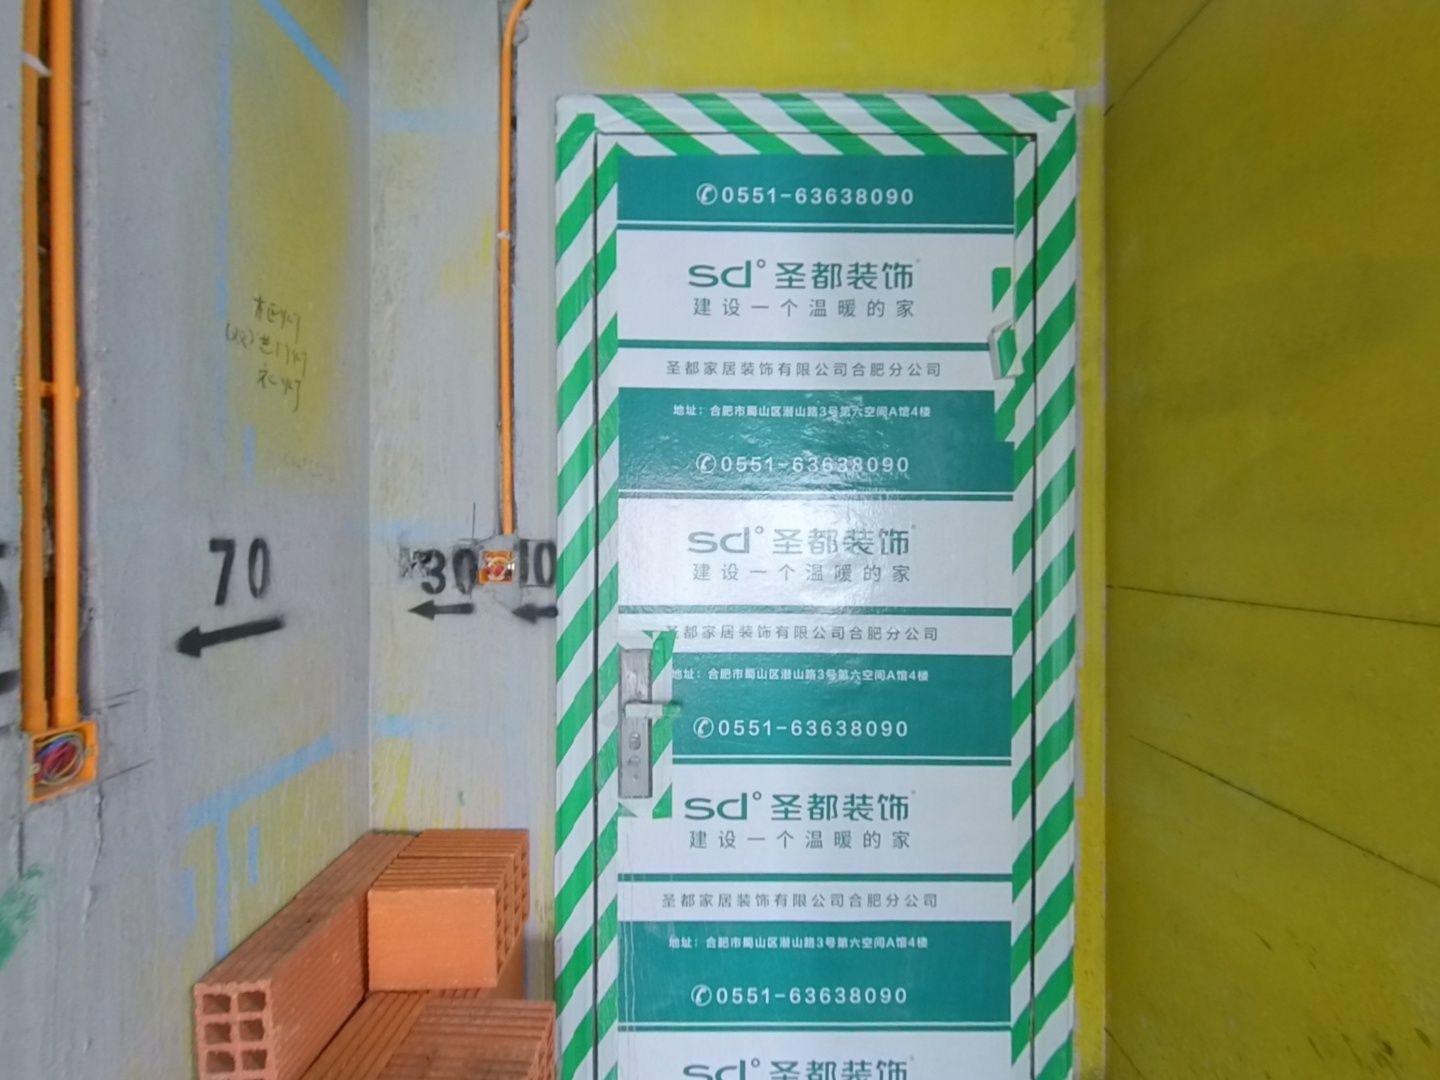 ✆0551-63638090
sd°圣都装饰
建设一个温暖的家
圣都家居装饰有限公司合肥分公司
地址：合肥市蜀山区潜山路3号第六空间A馆4楼
✆0551-63638090
sd°圣都装饰
建设一个温暖的家
圣都家居装饰有限公司合肥分公司
地址：合肥市蜀山区潜山路3号第六空间A馆4楼
✆0551-63638090
sd°圣都装饰
建设一个温暖的家
圣都家居装饰有限公司合肥分公司
地址：合肥市蜀山区潜山路3号第六空间A馆4楼
✆0551-63638090
sd°圣都装饰
70
30
10